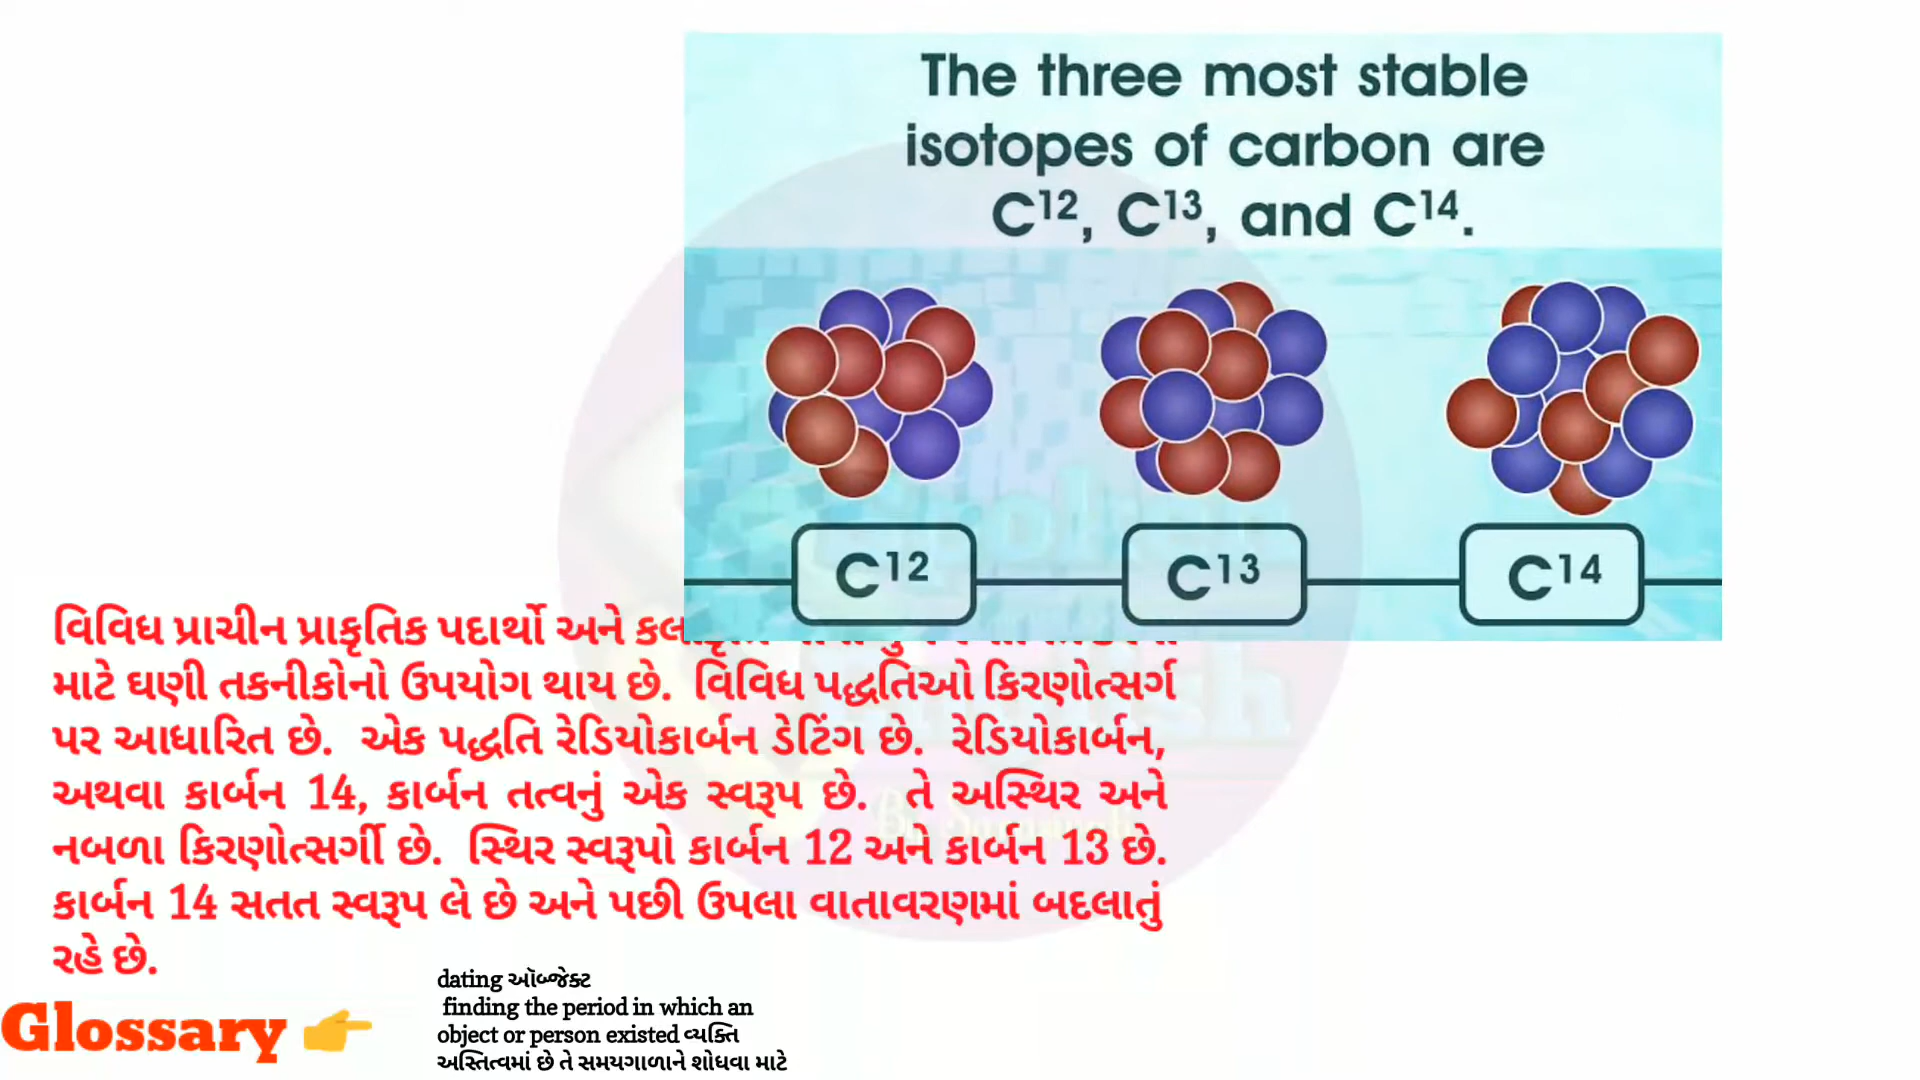 The three most stable
isotopes of carbon are
C¹², C¹³, and C¹⁴.
C¹² C¹³ C¹⁴
વિવિધ પ્રાચીન પ્રાકૃતિક પદાર્થો અને
માટે ઘણી તકનીકોનો ઉપયોગ થાય છે. વિવિધ પદ્ધતિઓ કિરણોત્સર્ગ
પર આધારિત છે. એક પદ્ધતિ રેડિયોકાર્બન ડેટિંગ છે. રેડિયોકાર્બન,
અથવા કાર્બન 14, કાર્બન તત્વનું એક સ્વરૂપ છે. તે અસ્થિર અને
નબળા કિરણોત્સર્ગી છે. સ્થિર સ્વરૂપો કાર્બન 12 અને કાર્બન 13 છે.
કાર્બન 14 સતત સ્વરૂપ લે છે અને પછી ઉપલા વાતાવરણમાં બદલાતું
રહે છે.
Glossary 👉
dating ઑબ્જેક્ટ
finding the period in which an
object or person existed વ્યક્તિ
અસ્તિત્વમાં છે તે સમયગાળાને શોધવા માટે